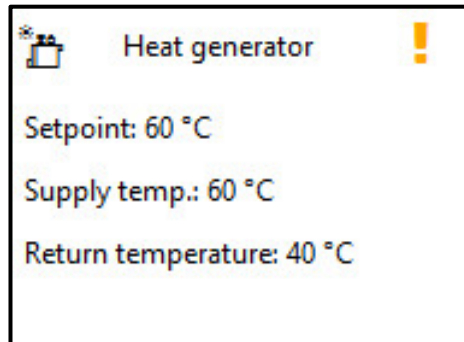 Heat generator
Setpoint: 60 °C
Supply temp.: 60 °C
Return temperature: 40 °C